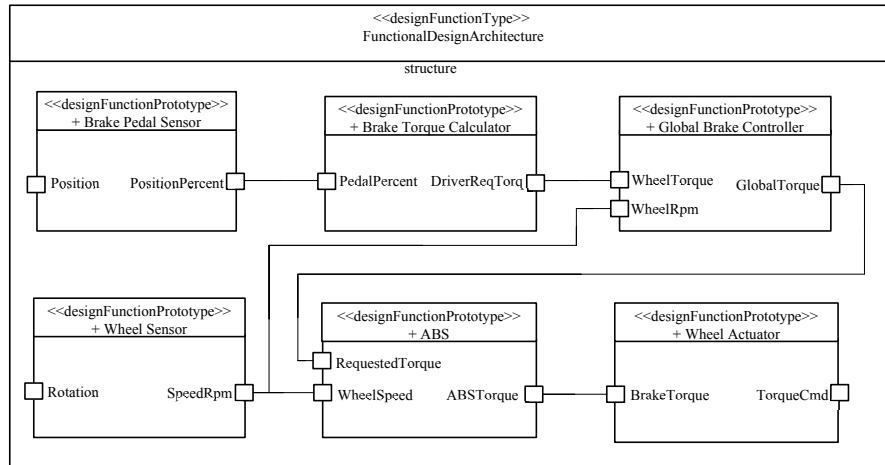 <<designFunctionType>>
FunctionalDesignArchitecture
structure
<<designFunctionPrototype>>
+ Brake Pedal Sensor
Position
PositionPercent
<<designFunctionPrototype>>
+ Brake Torque Calculator
PedalPercent
DriverReqTorq
<<designFunctionPrototype>>
+ Global Brake Controller
WheelTorque
GlobalTorque
WheelRpm
<<designFunctionPrototype>>
+ Wheel Sensor
Rotation
SpeedRpm
<<designFunctionPrototype>>
+ ABS
RequestedTorque
WheelSpeed
ABSTorque
<<designFunctionPrototype>>
+ Wheel Actuator
BrakeTorque
TorqueCmd